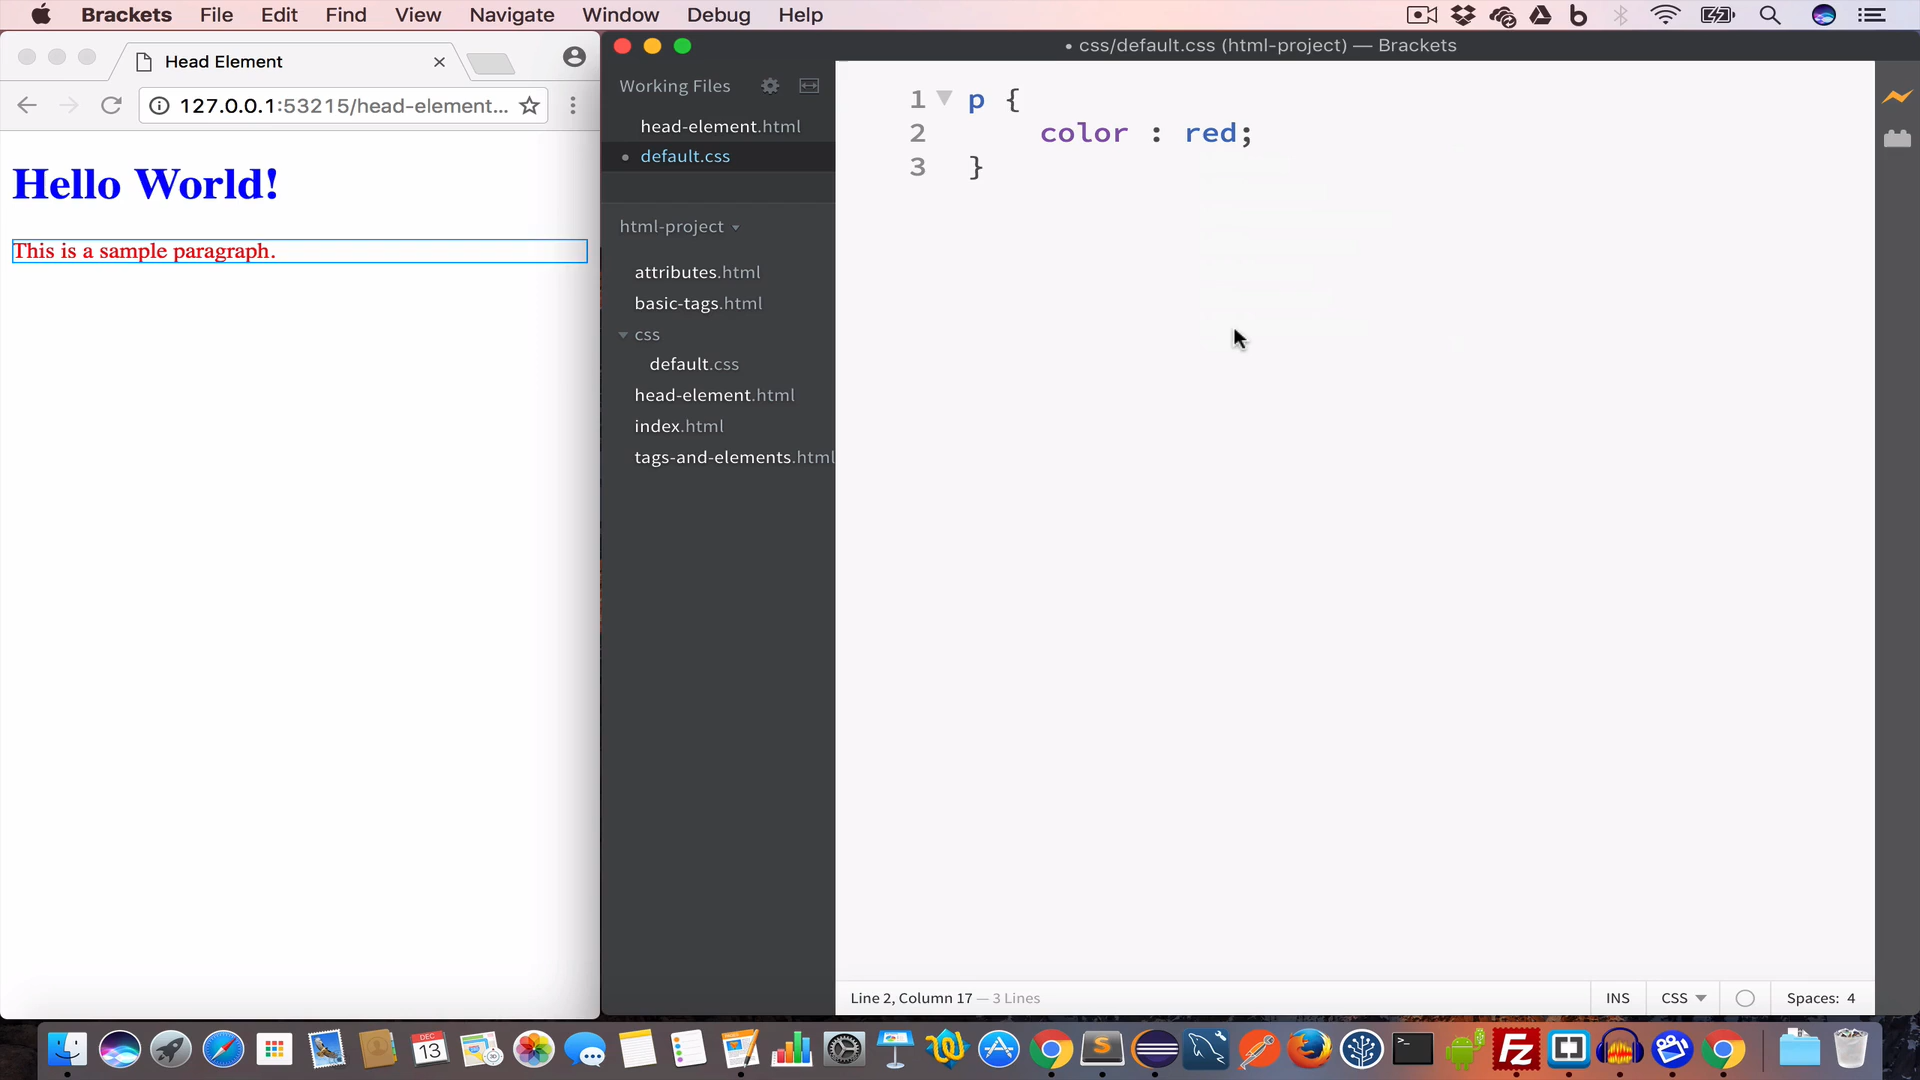 Brackets File Edit Find View Navigate Window Debug Help
Head Element
127.0.0.1:53215/head-element...
Hello World!
This is a sample paragraph.
• css/default.css (html-project) — Brackets
Working Files
head-element.html
default.css
html-project
attributes.html
basic-tags.html
css
default.css
head-element.html
index.html
tags-and-elements.html
1 p {
2 color : red;
3 }
Line 2, Column 17 — 3 Lines
INS CSS Spaces: 4
DEC
13